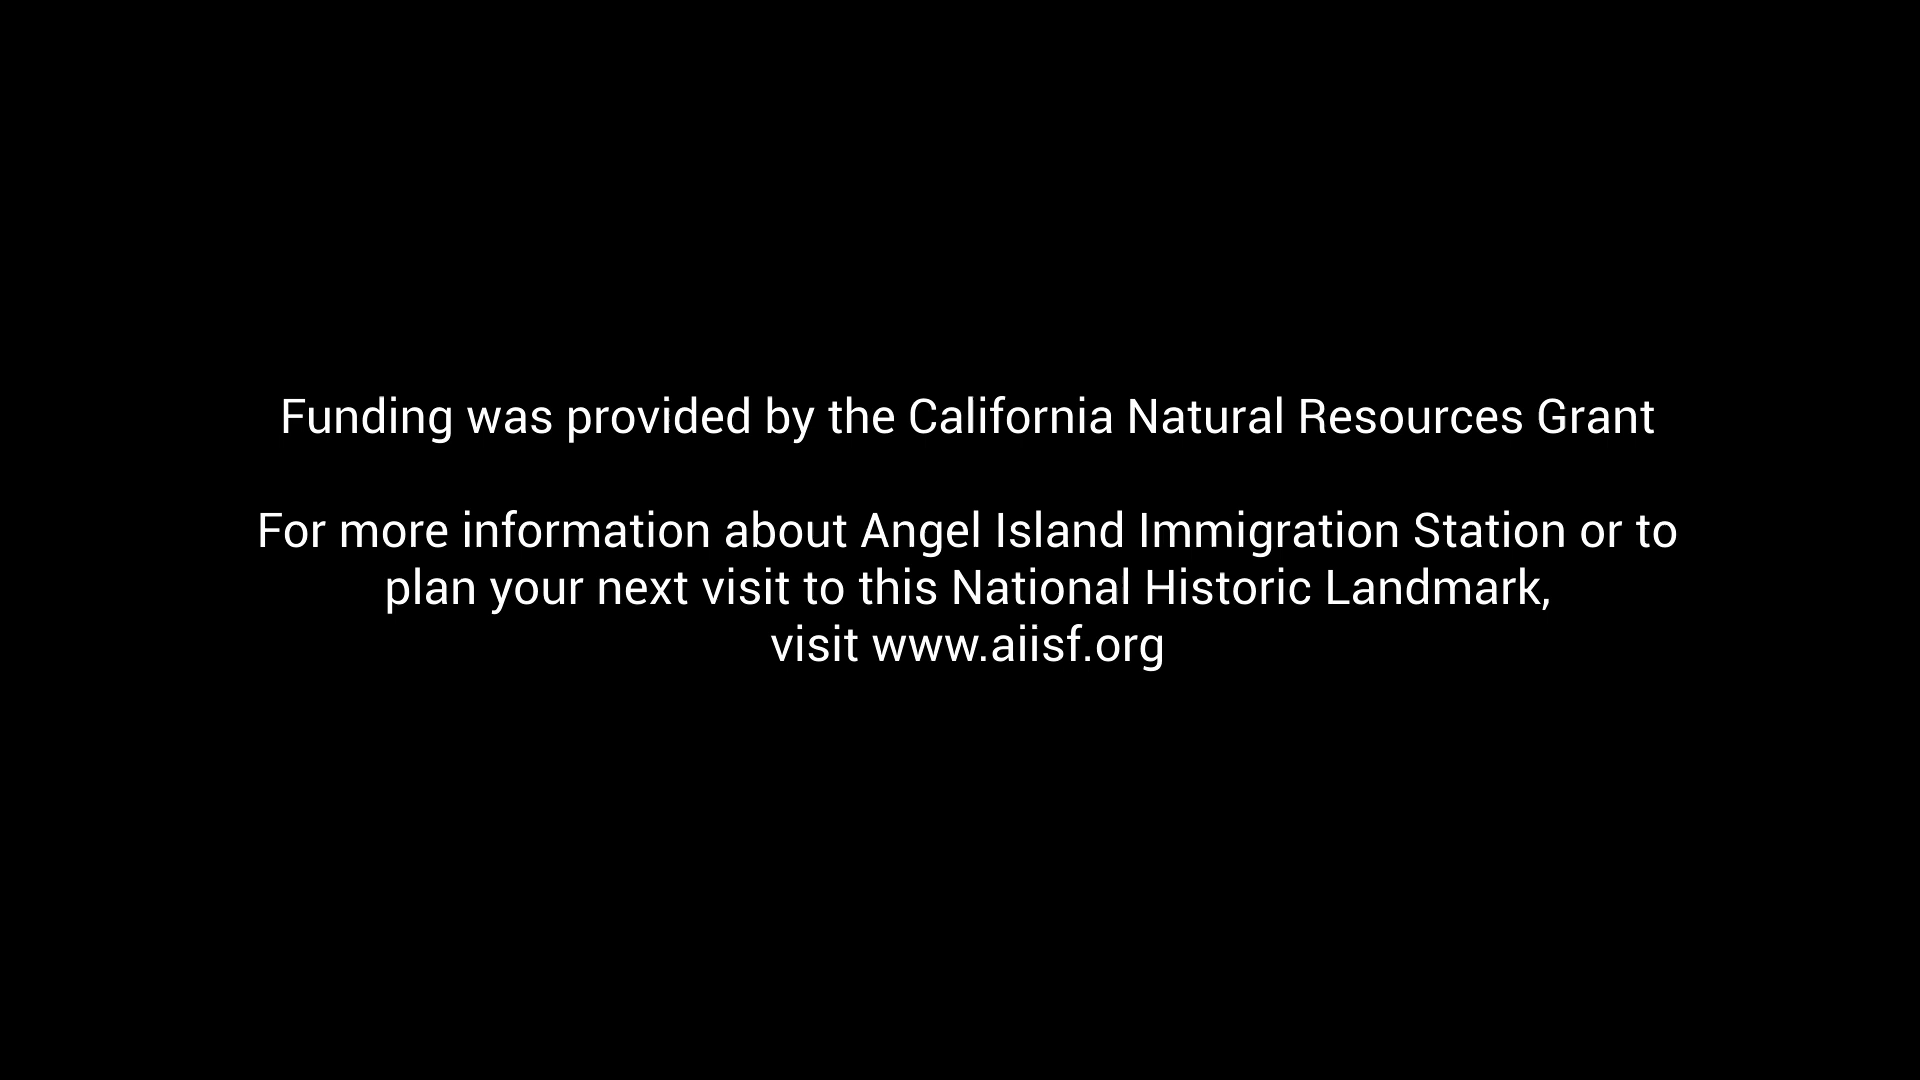 Funding was provided by the California Natural Resources Grant
For more information about Angel Island Immigration Station or to
plan your next visit to this National Historic Landmark,
visit www.aiisf.org